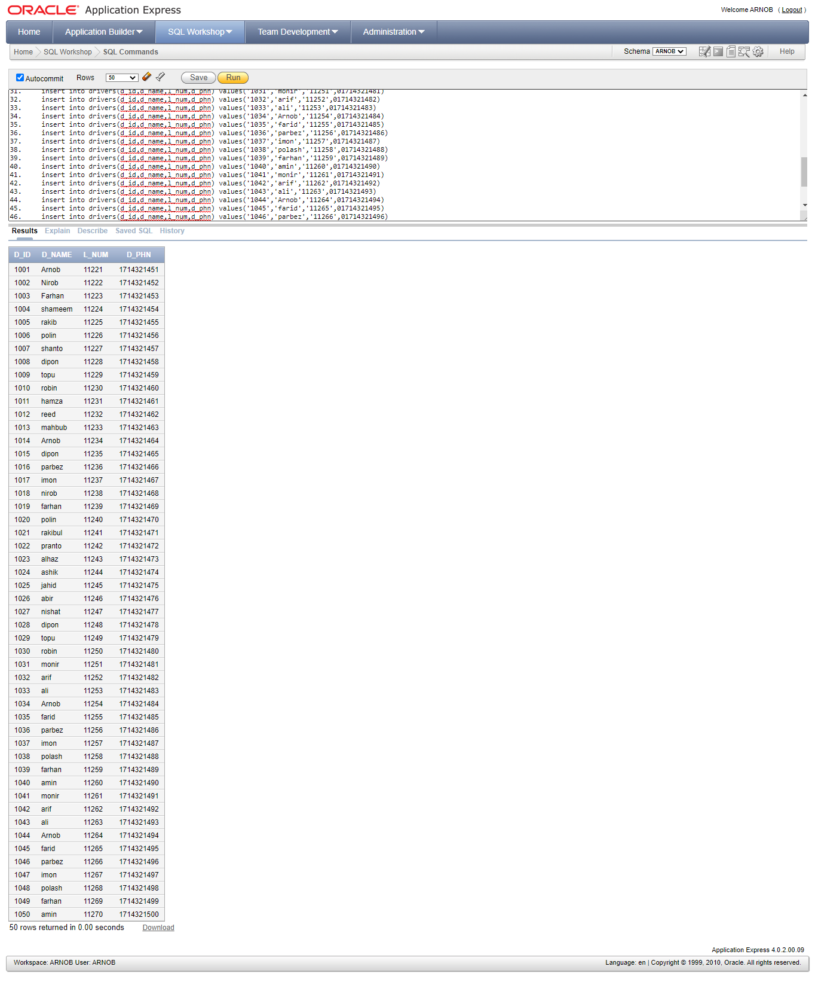 ORACLE Application Express
Welcome ARNOB ( Logout )
Home Application Builder SQL Workshop Team Development Administration
Home SQL Workshop SQL Commands Schema ARNOB Help
Autocommit Rows 50 Save Run
31. insert into drivers(d_id,d_name,l_num,d_phn) values('1031','monir','11251',01714321481)
32. insert into drivers(d_id,d_name,l_num,d_phn) values('1032','arif','11252',01714321482)
33. insert into drivers(d_id,d_name,l_num,d_phn) values('1033','ali','11253',01714321483)
34. insert into drivers(d_id,d_name,l_num,d_phn) values('1034','Arnob','11254',01714321484)
35. insert into drivers(d_id,d_name,l_num,d_phn) values('1035','farid','11255',01714321485)
36. insert into drivers(d_id,d_name,l_num,d_phn) values('1036','parbez','11256',01714321486)
37. insert into drivers(d_id,d_name,l_num,d_phn) values('1037','imon','11257',01714321487)
38. insert into drivers(d_id,d_name,l_num,d_phn) values('1038','polash','11258',01714321488)
39. insert into drivers(d_id,d_name,l_num,d_phn) values('1039','farhan','11259',01714321489)
40. insert into drivers(d_id,d_name,l_num,d_phn) values('1040','amin','11260',01714321490)
41. insert into drivers(d_id,d_name,l_num,d_phn) values('1041','monir','11261',01714321491)
42. insert into drivers(d_id,d_name,l_num,d_phn) values('1042','arif','11262',01714321492)
43. insert into drivers(d_id,d_name,l_num,d_phn) values('1043','ali','11263',01714321493)
44. insert into drivers(d_id,d_name,l_num,d_phn) values('1044','Arnob','11264',01714321494)
45. insert into drivers(d_id,d_name,l_num,d_phn) values('1045','farid','11265',01714321495)
46. insert into drivers(d_id,d_name,l_num,d_phn) values('1046','parbez','11266',01714321496)
Results Explain Describe Saved SQL History
D_ID D_NAME L_NUM D_PHN
1001 Arnob 11221 1714321451
1002 Nirob 11222 1714321452
1003 Farhan 11223 1714321453
1004 shameem 11224 1714321454
1005 rakib 11225 1714321455
1006 polin 11226 1714321456
1007 shanto 11227 1714321457
1008 dipon 11228 1714321458
1009 topu 11229 1714321459
1010 robin 11230 1714321460
1011 hamza 11231 1714321461
1012 reed 11232 1714321462
1013 mahbub 11233 1714321463
1014 Arnob 11234 1714321464
1015 dipon 11235 1714321465
1016 parbez 11236 1714321466
1017 imon 11237 1714321467
1018 nirob 11238 1714321468
1019 farhan 11239 1714321469
1020 polin 11240 1714321470
1021 rakibul 11241 1714321471
1022 pranto 11242 1714321472
1023 alhaz 11243 1714321473
1024 ashik 11244 1714321474
1025 jahid 11245 1714321475
1026 abir 11246 1714321476
1027 nishat 11247 1714321477
1028 dipon 11248 1714321478
1029 topu 11249 1714321479
1030 robin 11250 1714321480
1031 monir 11251 1714321481
1032 arif 11252 1714321482
1033 ali 11253 1714321483
1034 Arnob 11254 1714321484
1035 farid 11255 1714321485
1036 parbez 11256 1714321486
1037 imon 11257 1714321487
1038 polash 11258 1714321488
1039 farhan 11259 1714321489
1040 amin 11260 1714321490
1041 monir 11261 1714321491
1042 arif 11262 1714321492
1043 ali 11263 1714321493
1044 Arnob 11264 1714321494
1045 farid 11265 1714321495
1046 parbez 11266 1714321496
1047 imon 11267 1714321497
1048 polash 11268 1714321498
1049 farhan 11269 1714321499
1050 amin 11270 1714321500
50 rows returned in 0.00 seconds Download
Application Express 4.0.2.00.09
Workspace: ARNOB User: ARNOB Language: en | Copyright © 1999, 2010, Oracle. All rights reserved.